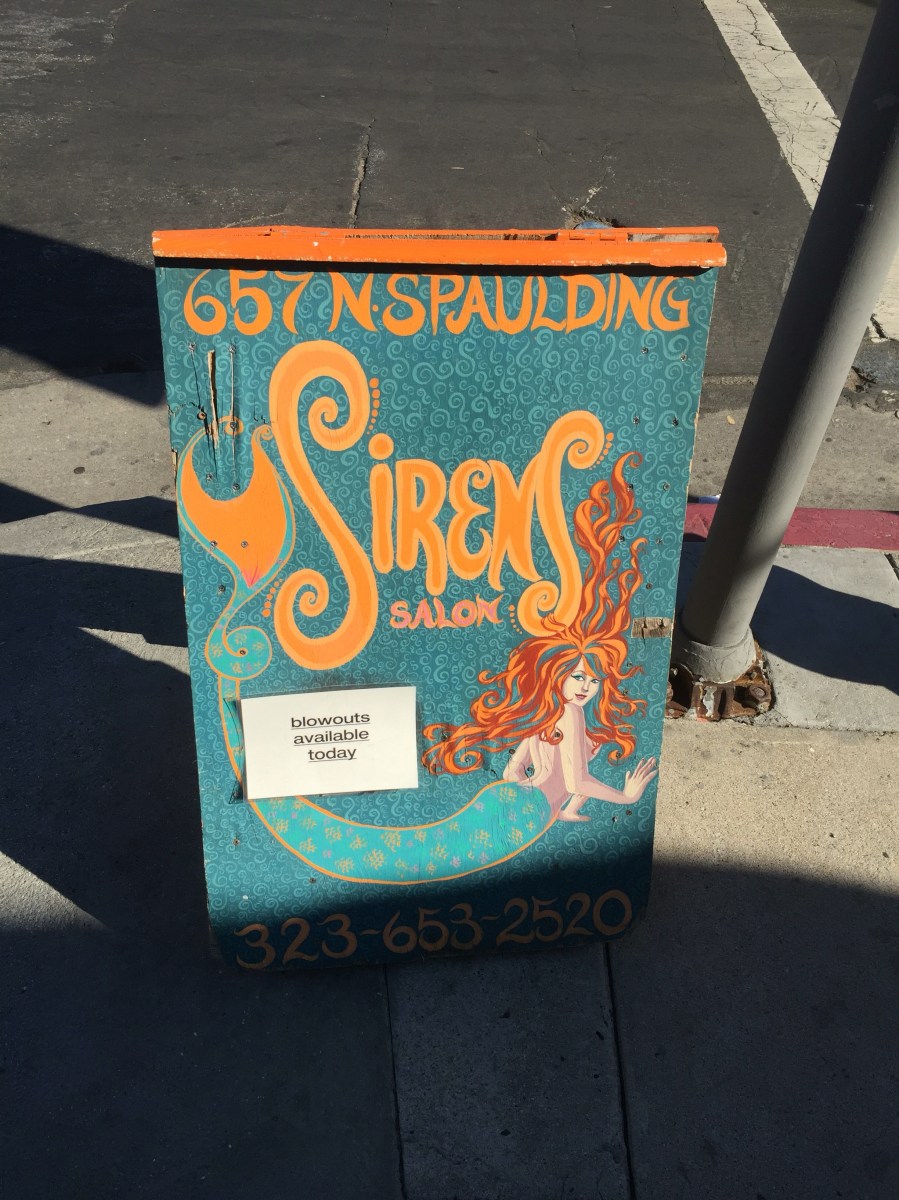 657 N. SPAULDING
SIRENS
SALON
blowouts
available
today
323-653-2520